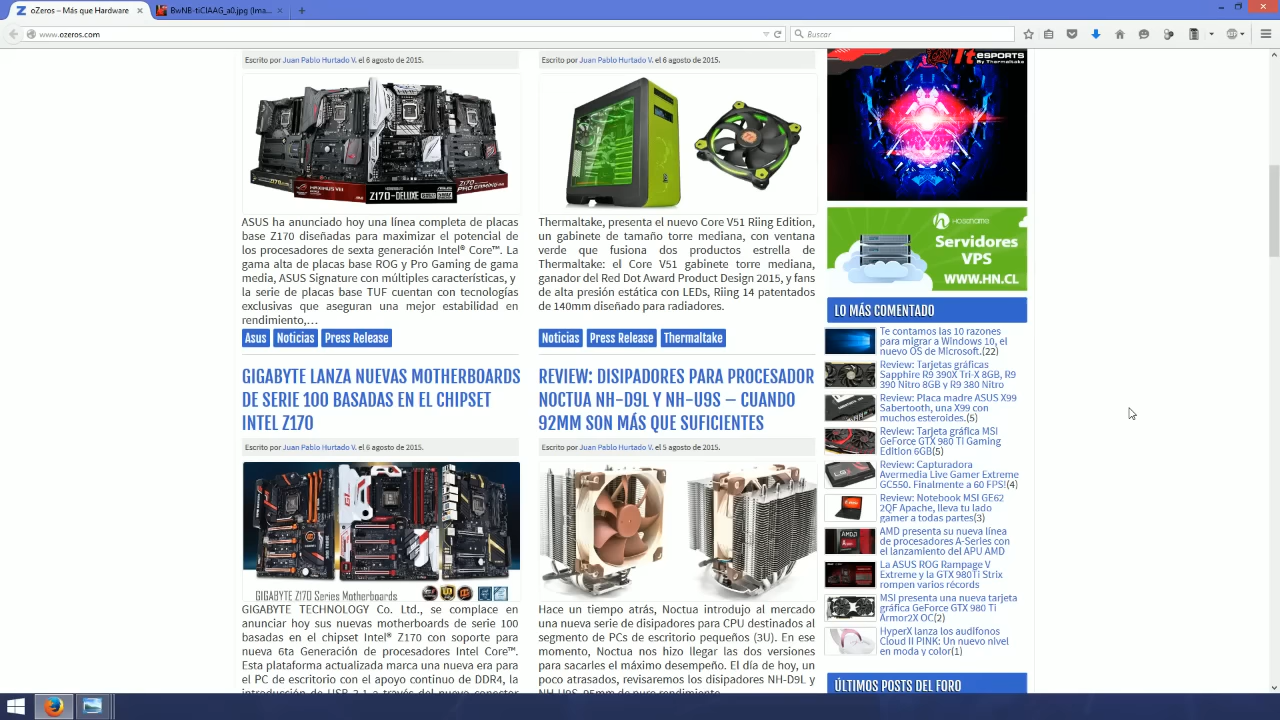 oZeros – Más que Hardware
BwNB-tiCIAAG_a0.jpg (Ima...
www.ozeros.com
Buscar
Escrito por Juan Pablo Hurtado V. el 6 agosto de 2015.
Z170-DELUXE
ASUS ha anunciado hoy una línea completa de placas
base Z170 diseñadas para maximizar el potencial de
los procesadores de sexta generación Intel® Core™. La
gama alta de placas base ROG y Pro Gaming de gama
media, ASUS Signature con múltiples características, y
la serie de placas base TUF cuentan con tecnologías
exclusivas que aseguran una mejor estabilidad en
rendimiento,…
Asus Noticias Press Release
GIGABYTE LANZA NUEVAS MOTHERBOARDS
DE SERIE 100 BASADAS EN EL CHIPSET
INTEL Z170
Escrito por Juan Pablo Hurtado V. el 6 agosto de 2015.
GIGABYTE Z170 Series Motherboards
GIGABYTE TECHNOLOGY Co. Ltd., se complace en
anunciar hoy sus nuevas motherboards de serie 100
basadas en el chipset Intel® Z170 con soporte para
nueva 6ta Generación de procesadores Intel Core™.
Esta plataforma actualizada marca una nueva era para
el PC de escritorio con el apoyo continuo de DDR4, la
introducción de USB 3.1 a través del nuevo conector
Escrito por Juan Pablo Hurtado V. el 6 agosto de 2015.
Thermaltake, presenta el nuevo Core V51 Riing Edition,
un gabinete de tamaño torre mediana, con ventana
verde que fusiona dos productos estrella de
Thermaltake: el Core V51 gabinete torre mediana,
ganador del Red Dot Award Product Design 2015, y fans
de alta presión estática con LEDs, Riing 14 patentados
de 140mm diseñado para radiadores.
Noticias Press Release Thermaltake
REVIEW: DISIPADORES PARA PROCESADOR
NOCTUA NH-D9L Y NH-U9S – CUANDO
92MM SON MÁS QUE SUFICIENTES
Escrito por Juan Pablo Hurtado V. el 5 agosto de 2015.
Hace un tiempo atrás, Noctua introdujo al mercado
una nueva serie de disipadores para CPU destinados al
segmento de PCs de escritorio pequeños (3U). En ese
momento, Noctua nos hizo llegar las dos versiones
para sacarles el máximo desempeño. El día de hoy, un
poco atrasados, revisaremos los disipadores NH-D9L y
NH-U9S, 95mm de puro rendimiento.
ESPORTS
By Thermaltake
HOSTNAME
Servidores
VPS
WWW.HN.CL
LO MÁS COMENTADO
Te contamos las 10 razones
para migrar a Windows 10, el
nuevo OS de Microsoft.(22)
Review: Tarjetas gráficas
Sapphire R9 390X Tri-X 8GB, R9
390 Nitro 8GB y R9 380 Nitro
Review: Placa madre ASUS X99
Sabertooth, una X99 con
muchos esteroides.(5)
Review: Tarjeta gráfica MSI
GeForce GTX 980 Ti Gaming
Edition 6GB(5)
Review: Capturadora
Avermedia Live Gamer Extreme
GC550. Finalmente a 60 FPS!(4)
Review: Notebook MSI GE62
2QF Apache, lleva tu lado
gamer a todas partes(3)
AMD presenta su nueva línea
de procesadores A-Series con
el lanzamiento del APU AMD
La ASUS ROG Rampage V
Extreme y la GTX 980Ti Strix
rompen varios récords
MSI presenta una nueva tarjeta
gráfica GeForce GTX 980 Ti
Armor2X OC(2)
HyperX lanza los audifonos
Cloud II PINK: Un nuevo nivel
en moda y color(1)
ÚLTIMOS POSTS DEL FORO